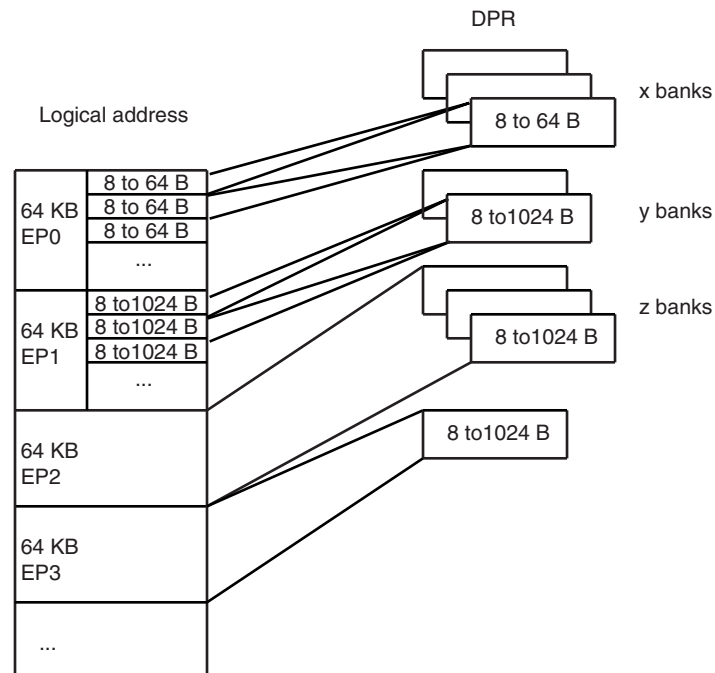 DPR
x banks
8 to 64 B
Logical address
64 KB
EP0
8 to 64 B
8 to 64 B
8 to 64 B
...
y banks
8 to1024 B
64 KB
EP1
8 to1024 B
8 to1024 B
8 to1024 B
...
z banks
8 to1024 B
64 KB
EP2
8 to1024 B
64 KB
EP3
...